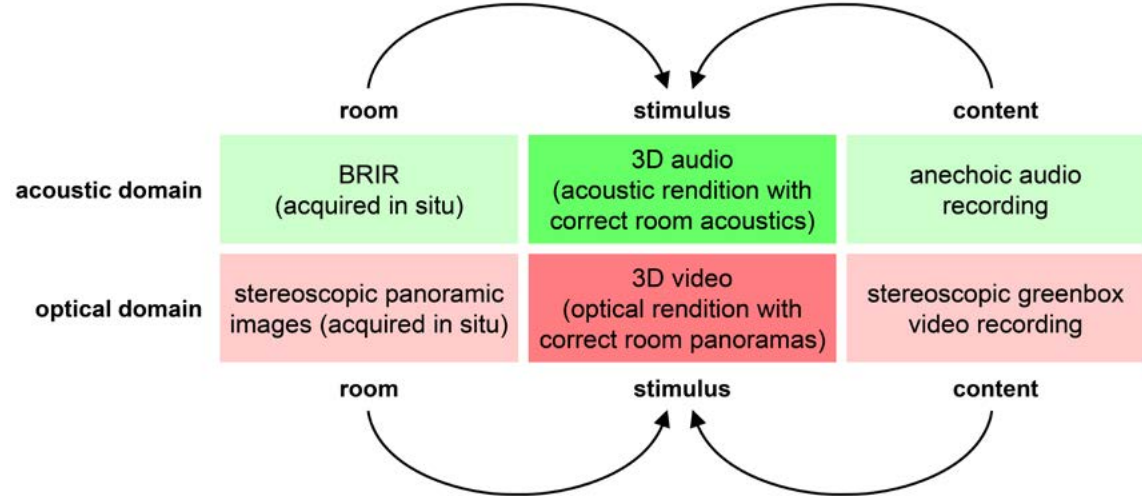 room stimulus content
acoustic domain
BRIR
(acquired in situ)
3D audio
(acoustic rendition with
correct room acoustics)
anechoic audio
recording
optical domain
stereoscopic panoramic
images (acquired in situ)
3D video
(optical rendition with
correct room panoramas)
stereoscopic greenbox
video recording
room stimulus content